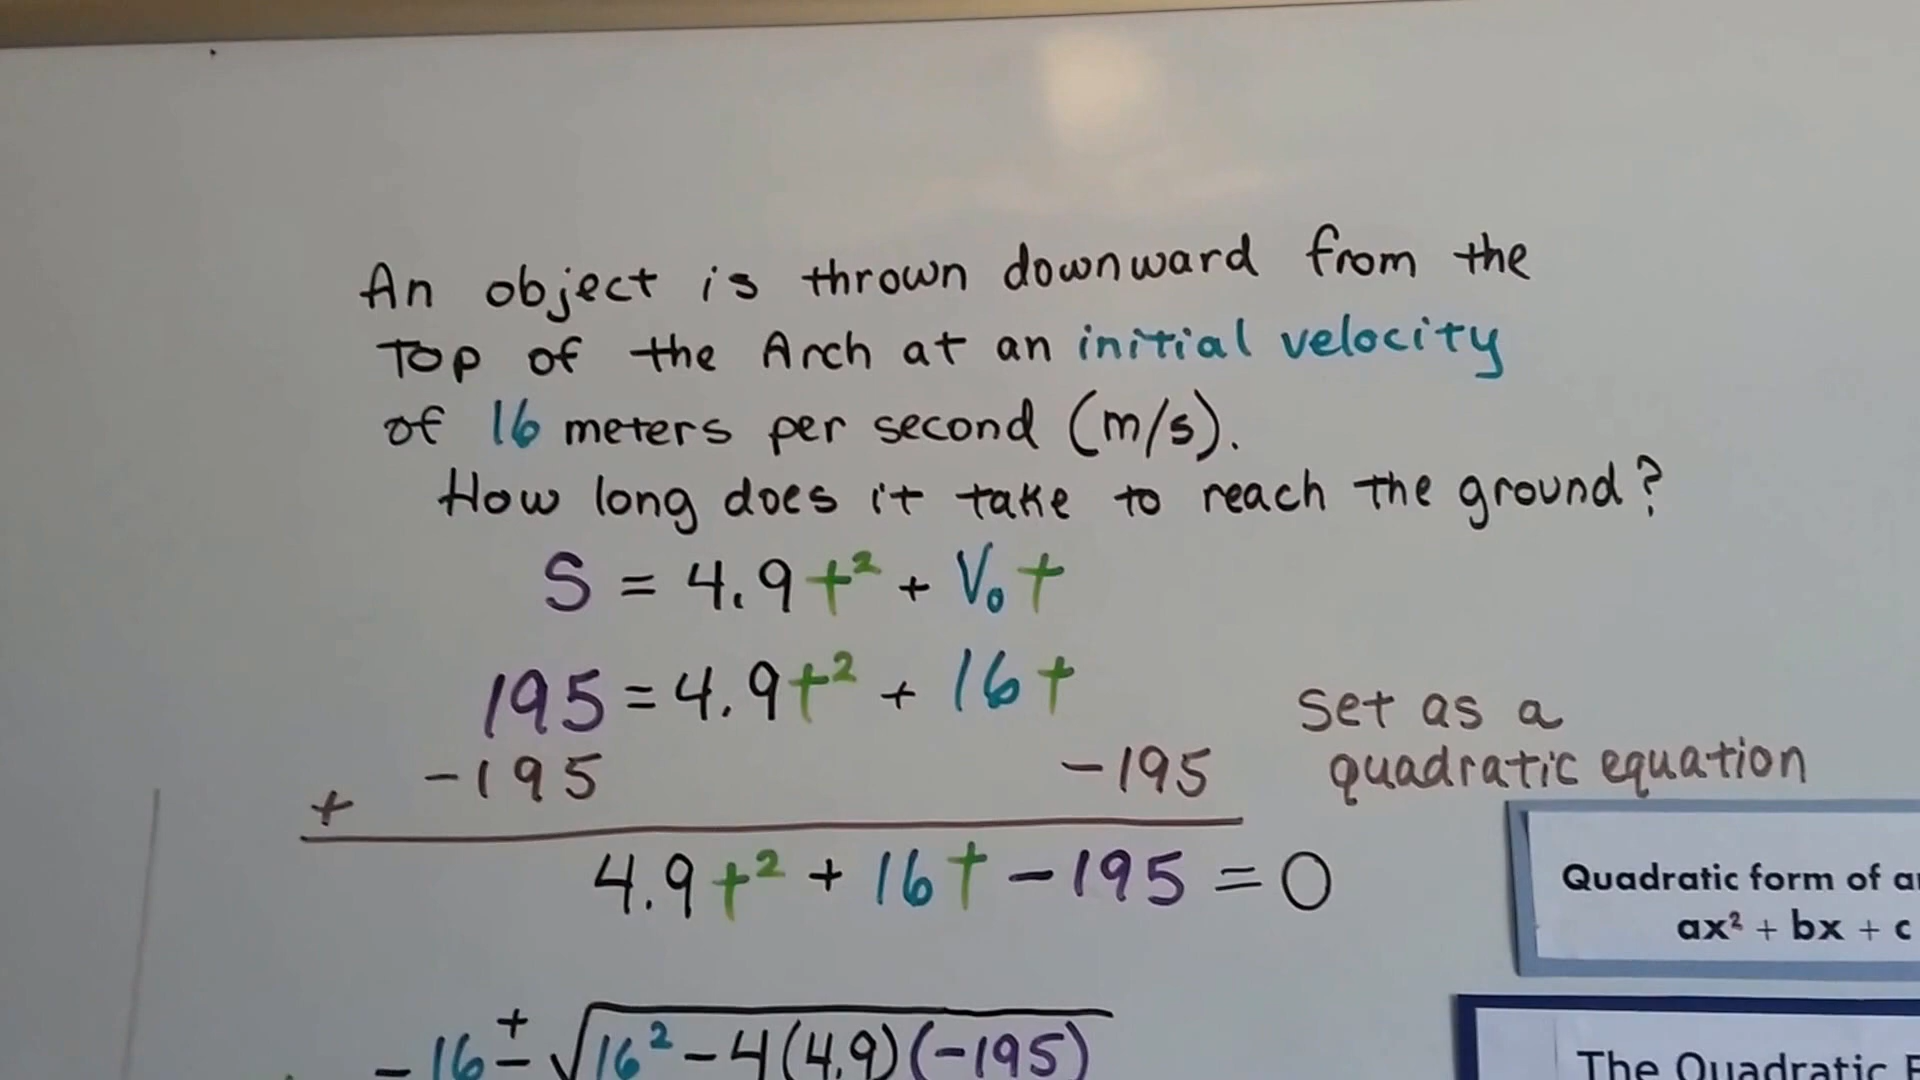 An object is thrown downward from the
Top of the Arch at an initial velocity
of 16 meters per second (m/s).
How long does it take to reach the ground?
S = 4.9t² + V₀t
195 = 4.9t² + 16t
Set as a
+ -195 -195
quadratic equation
4.9t² + 16t - 195 = 0
Quadratic form of
ax² + bx + c
-16 ± √16² - 4(4.9)(-195)
The Quadratic